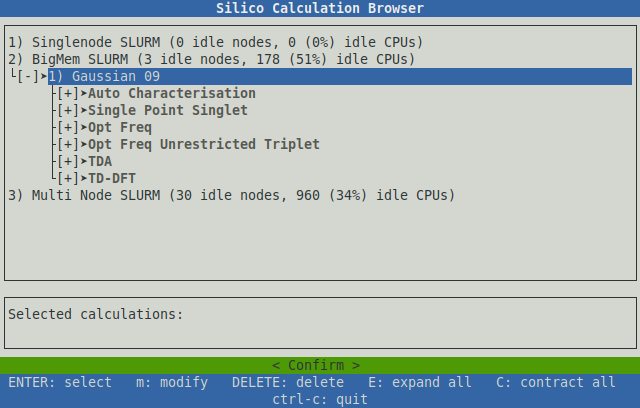 Silico Calculation Browser
1) Singlenode SLURM (0 idle nodes, 0 (0%) idle CPUs)
2) BigMem SLURM (3 idle nodes, 178 (51%) idle CPUs)
[-]➤1) Gaussian 09
[+]➤Auto Characterisation
[+]➤Single Point Singlet
[+]➤Opt Freq
[+]➤Opt Freq Unrestricted Triplet
[+]➤TDA
[+]➤TD-DFT
3) Multi Node SLURM (30 idle nodes, 960 (34%) idle CPUs)
Selected calculations:
< Confirm >
ENTER: select   m: modify   DELETE: delete   E: expand all   C: contract all
ctrl-c: quit